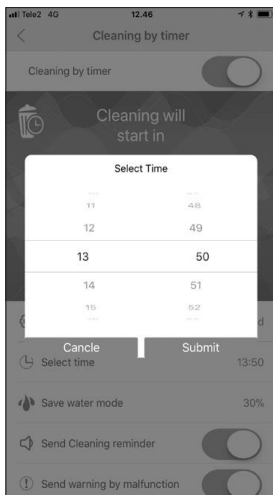 Tele2 4G 12.46
Cleaning by timer
Cleaning by timer
Cleaning will
start in
Select Time
11 48
12 49
13 50
14 51
15 52
Cancle Submit
Select time 13:50
Save water mode 30%
Send Cleaning reminder
Send warning by malfunction